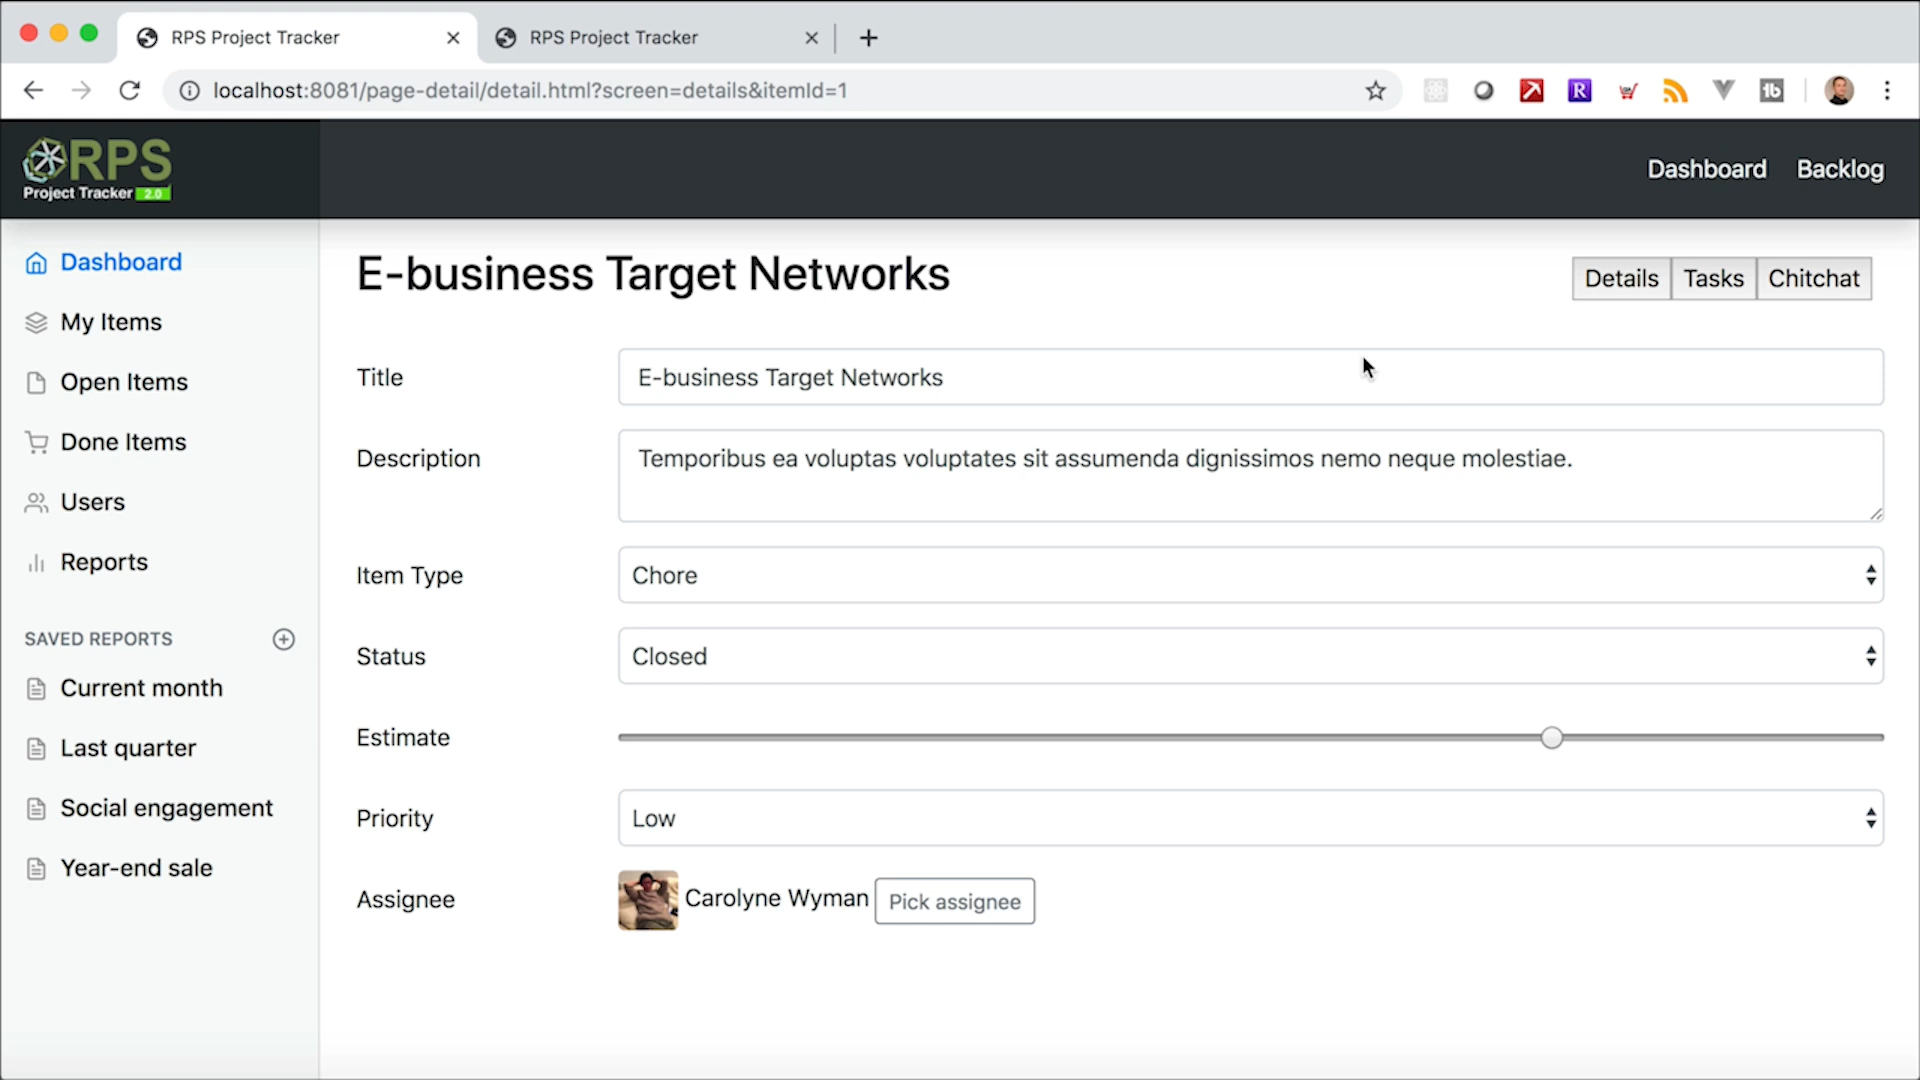 RPS Project Tracker
RPS Project Tracker
localhost:8081/page-detail/detail.html?screen=details&itemId=1
R
1b
RPS
Project Tracker 2.0
Dashboard
Backlog
Dashboard
My Items
Open Items
Done Items
Users
Reports
SAVED REPORTS
Current month
Last quarter
Social engagement
Year-end sale
E-business Target Networks
Details
Tasks
Chitchat
Title
E-business Target Networks
Description
Temporibus ea voluptas voluptates sit assumenda dignissimos nemo neque molestiae.
Item Type
Chore
Status
Closed
Estimate
Priority
Low
Assignee
Carolyne Wyman
Pick assignee